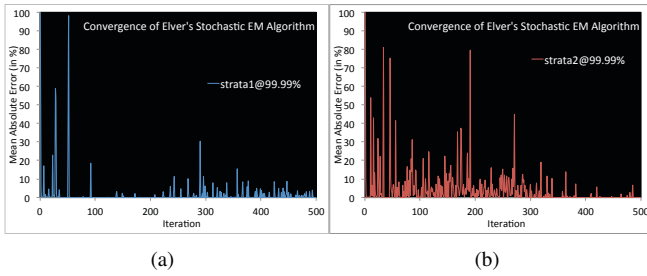 Convergence of Elver's Stochastic EM Algorithm
strata1@99.99%
Mean Absolute Error (in %)
100
90
80
70
60
50
40
30
20
10
0
0 100 200 300 400 500
Iteration
(a)
Convergence of Elver's Stochastic EM Algorithm
strata2@99.99%
Mean Absolute Error (in %)
100
90
80
70
60
50
40
30
20
10
0
0 100 200 300 400 500
Iteration
(b)